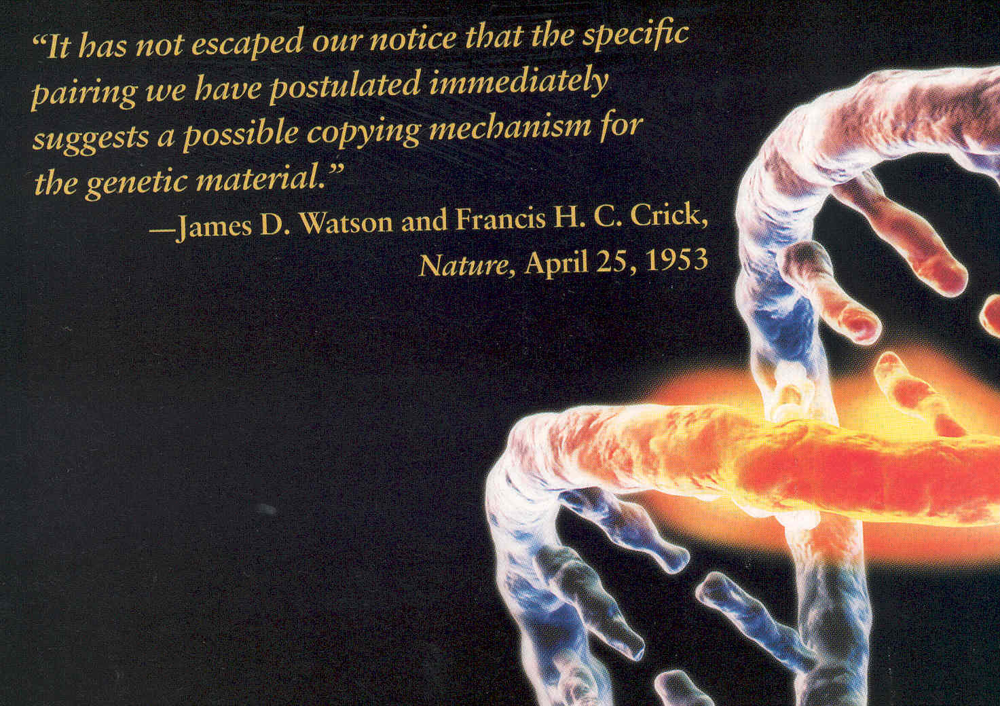 “It has not escaped our notice that the specific
pairing we have postulated immediately
suggests a possible copying mechanism for
the genetic material.”
—James D. Watson and Francis H. C. Crick,
Nature, April 25, 1953